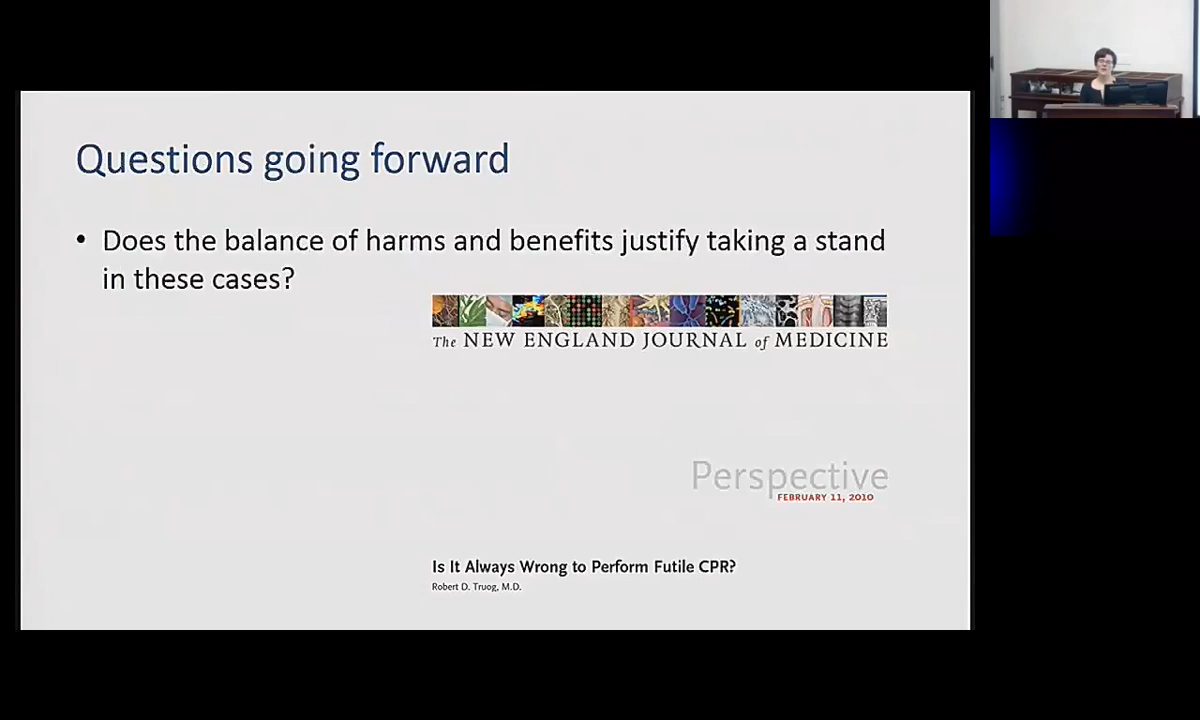 Questions going forward
• Does the balance of harms and benefits justify taking a stand
in these cases?
The NEW ENGLAND JOURNAL of MEDICINE
Perspective
FEBRUARY 11, 2010
Is It Always Wrong to Perform Futile CPR?
Robert D. Truog, M.D.